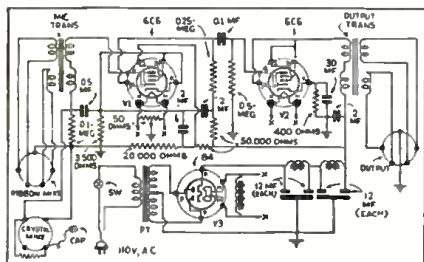 MIC
TRANS
6C6
.025-
MEG
0.1 MF
6C6
OUTPUT
TRANS
0.5
MF
V1
50
OHMS
2
MF
0.5-
MEG
V2
400 OHMS
30
MF
2
MF
0.1
MEG
3,500
OHMS
20,000 OHMS
84
50,000 OHMS
RIBBON MIKE
SW
PT
V3
12 MF
(EACH)
12
MF
(EACH)
OUTPUT
CRYSTAL
MIKE
CAP
110V, A.C.